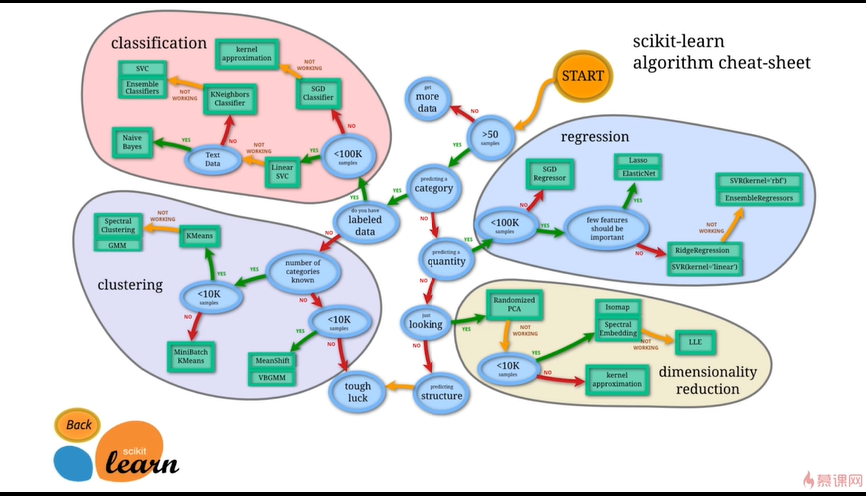 scikit-learn
algorithm cheat-sheet
START
>50
samples
NO
get
more
data
YES
predicting a
category
YES
do you have
labeled
data
YES
classification
<100K
samples
YES
Linear
SVC
NOT
WORKING
Text
Data
YES
Naive
Bayes
NO
KNeighbors
Classifier
NOT
WORKING
SVC
Ensemble
Classifiers
NO
SGD
Classifier
NOT
WORKING
kernel
approximation
NO
clustering
number of
categories
known
YES
<10K
samples
YES
KMeans
NOT
WORKING
Spectral
Clustering
GMM
NO
MiniBatch
KMeans
NO
<10K
samples
YES
MeanShift
VBGMM
NO
tough
luck
NO
predicting a
quantity
YES
regression
<100K
samples
NO
SGD
Regressor
YES
few features
should be
important
YES
Lasso
ElasticNet
NO
RidgeRegression
SVR(kernel='linear')
NOT
WORKING
SVR(kernel='rbf')
EnsembleRegressors
NO
just
looking
YES
Randomized
PCA
NOT
WORKING
<10K
samples
YES
Isomap
Spectral
Embedding
NOT
WORKING
LLE
NO
kernel
approximation
dimensionality
reduction
NO
predicting
structure
Back
scikit
learn
慕课网